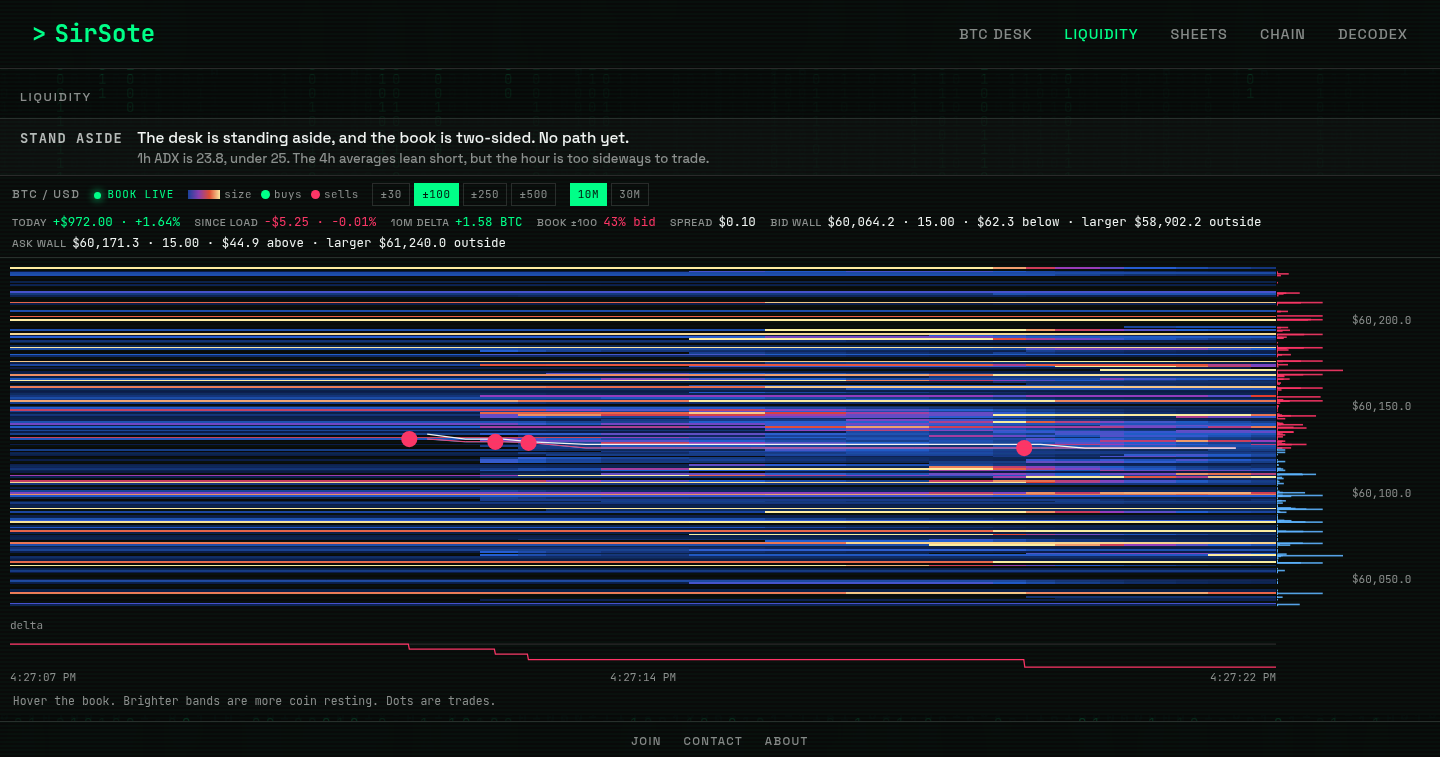 > SirSote
BTC DESK LIQUIDITY SHEETS CHAIN DECODEX
LIQUIDITY
STAND ASIDE The desk is standing aside, and the book is two-sided. No path yet.
1h ADX is 23.8, under 25. The 4h averages lean short, but the hour is too sideways to trade.
BTC / USD BOOK LIVE size buys sells ±30 ±100 ±250 ±500 10M 30M
TODAY +$972.00 · +1.64% SINCE LOAD -$5.25 · -0.01% 10M DELTA +1.58 BTC BOOK ±100 43% bid SPREAD $0.10 BID WALL $60,064.2 · 15.00 · $62.3 below · larger $58,902.2 outside
ASK WALL $60,171.3 · 15.00 · $44.9 above · larger $61,240.0 outside
$60,200.0
$60,150.0
$60,100.0
$60,050.0
delta
4:27:07 PM 4:27:14 PM 4:27:22 PM
Hover the book. Brighter bands are more coin resting. Dots are trades.
JOIN CONTACT ABOUT